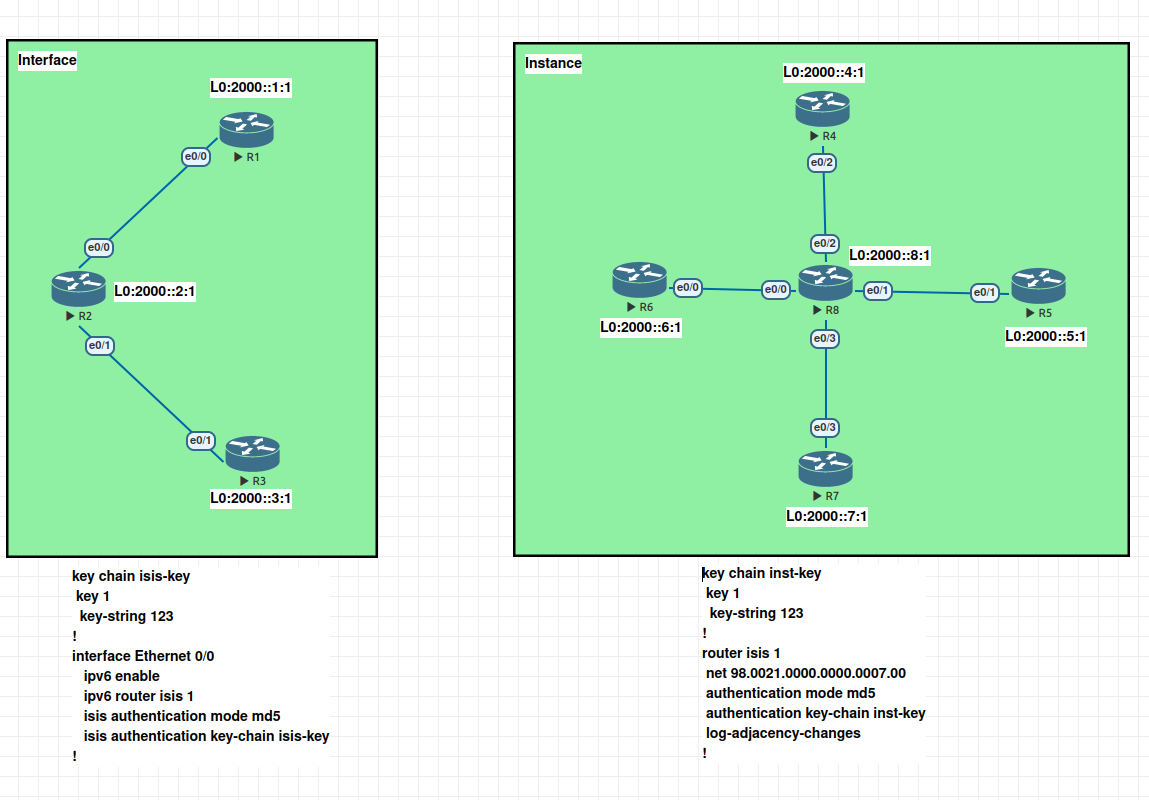 Interface
L0:2000::1:1
R1
e0/0
e0/0
R2
L0:2000::2:1
e0/1
e0/1
R3
L0:2000::3:1
key chain isis-key
key 1
key-string 123
!
interface Ethernet 0/0
ipv6 enable
ipv6 router isis 1
isis authentication mode md5
isis authentication key-chain isis-key
!
Instance
L0:2000::4:1
R4
e0/2
e0/2
L0:2000::8:1
R6
e0/0
e0/0
R8
e0/1
e0/1
R5
L0:2000::6:1
L0:2000::5:1
e0/3
e0/3
R7
L0:2000::7:1
key chain inst-key
key 1
key-string 123
!
router isis 1
net 98.0021.0000.0000.0007.00
authentication mode md5
authentication key-chain inst-key
log-adjacency-changes
!